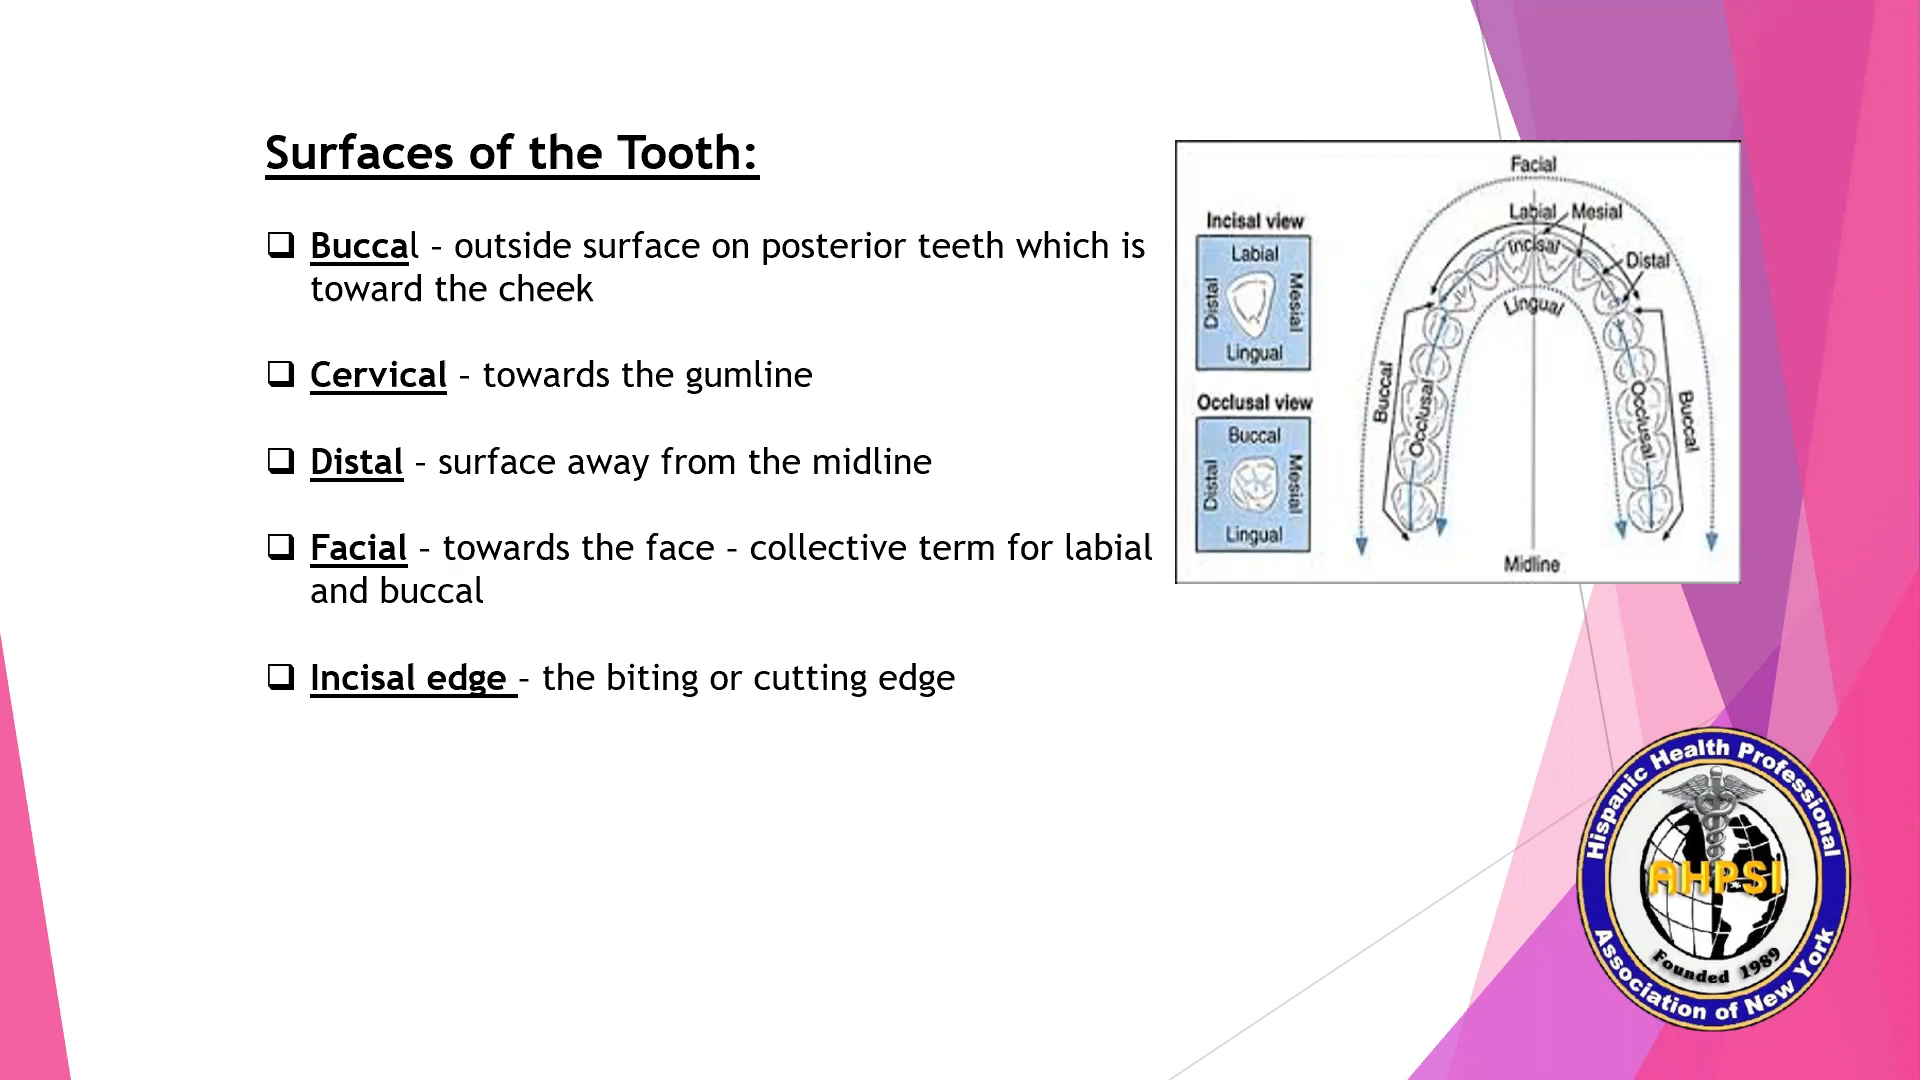 Surfaces of the Tooth:
❑ Buccal – outside surface on posterior teeth which is
toward the cheek
❑ Cervical – towards the gumline
❑ Distal – surface away from the midline
❑ Facial – towards the face – collective term for labial
and buccal
❑ Incisal edge – the biting or cutting edge
Facial
Labial
Mesial
Incisal
Distal
Lingual
Buccal
Occlusal
Occlusal
Buccal
Midline
Incisal view
Labial
Distal
Mesial
Lingual
Occlusal view
Buccal
Distal
Mesial
Lingual
Hispanic Health Professional
AHPSI
Founded 1989
Association of New York